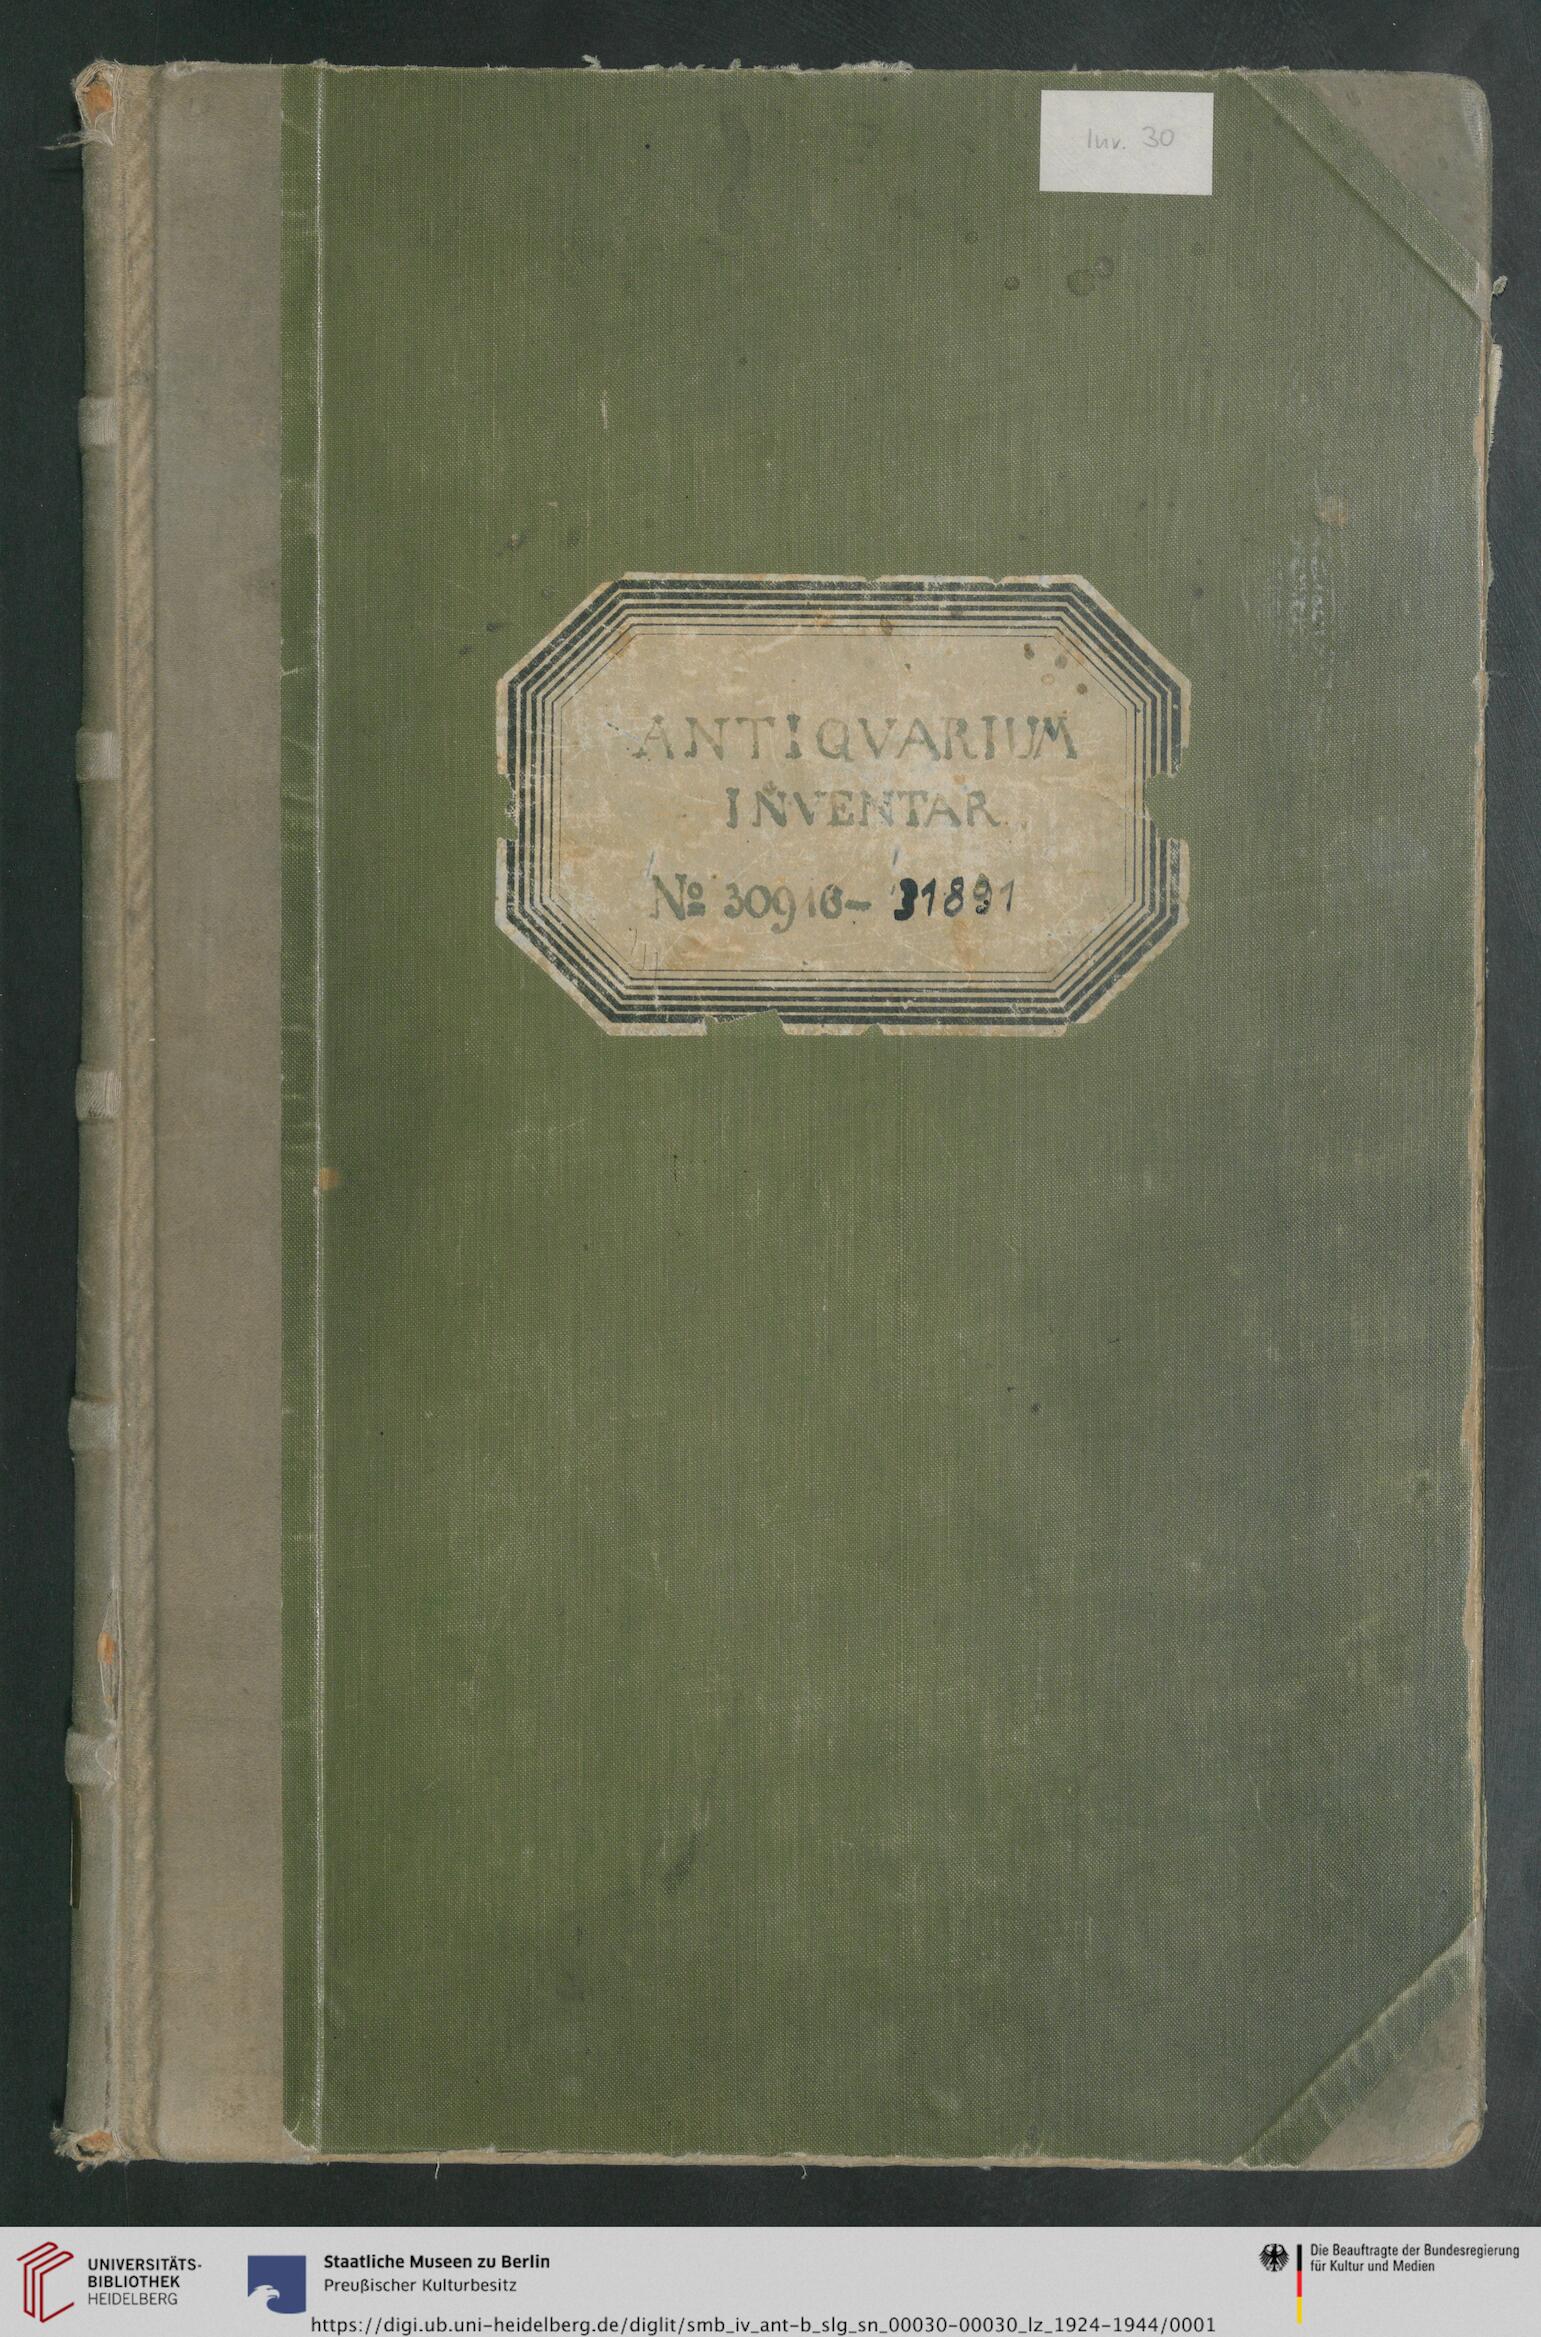 Inv. 30
ANTIQVARIUM
INVENTAR
Nº 30916- 31891
UNIVERSITÄTS-
BIBLIOTHEK
HEIDELBERG
Staatliche Museen zu Berlin
Preußischer Kulturbesitz
Die Beauftragte der Bundesregierung
für Kultur und Medien
https://digi.ub.uni-heidelberg.de/diglit/smb_iv_ant-b_slg_sn_00030-00030_lz_1924-1944/0001